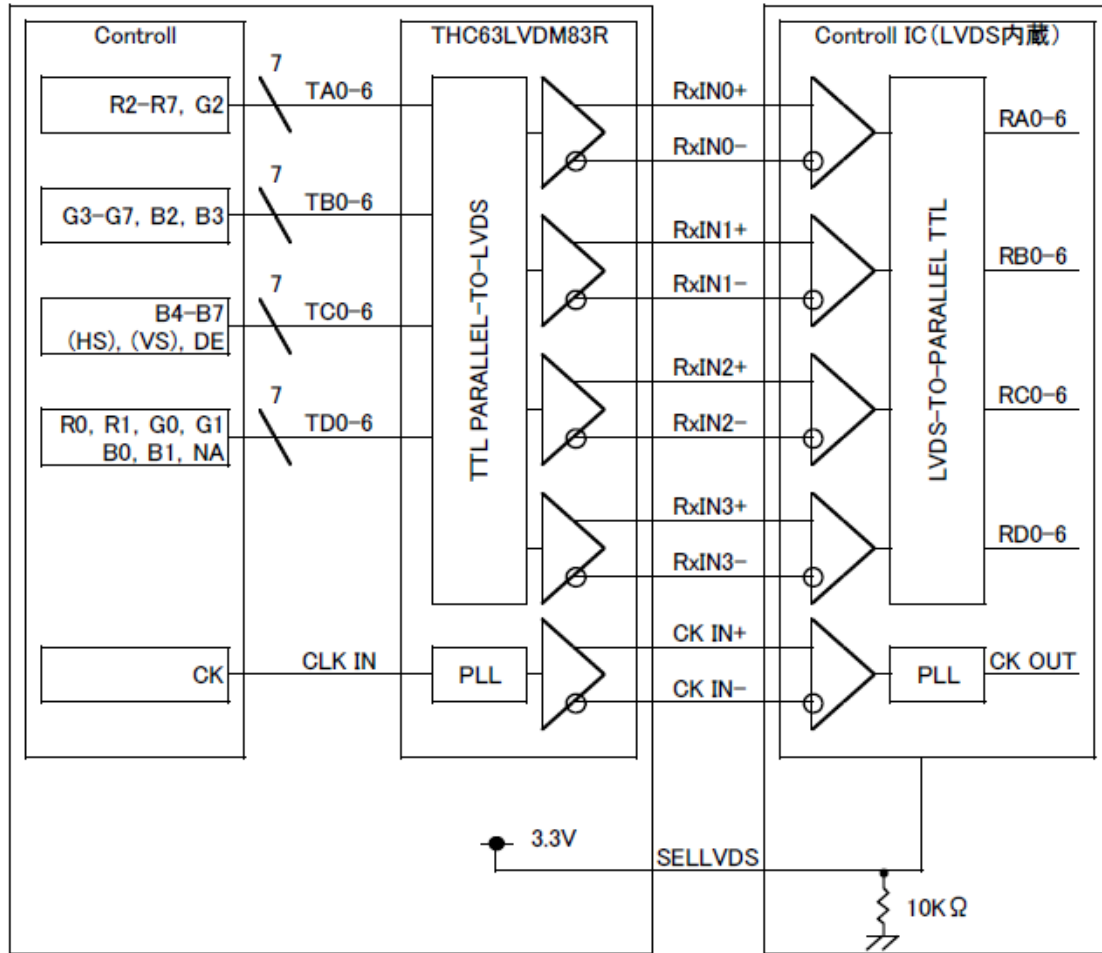 Controll
THC63LVDM83R
Controll IC(LVDS内蔵)
R2-R7, G2
7
TA0-6
RxIN0+
RxIN0-
RA0-6
G3-G7, B2, B3
7
TB0-6
RxIN1+
RxIN1-
RB0-6
B4-B7
(HS), (VS), DE
7
TC0-6
RxIN2+
RxIN2-
RC0-6
R0, R1, G0, G1
B0, B1, NA
7
TD0-6
RxIN3+
RxIN3-
RD0-6
TTL PARALLEL-TO-LVDS
LVDS-TO-PARALLEL TTL
CK
CLK IN
PLL
CK IN+
CK IN-
PLL
CK OUT
3.3V
SELLVDS
10KΩ